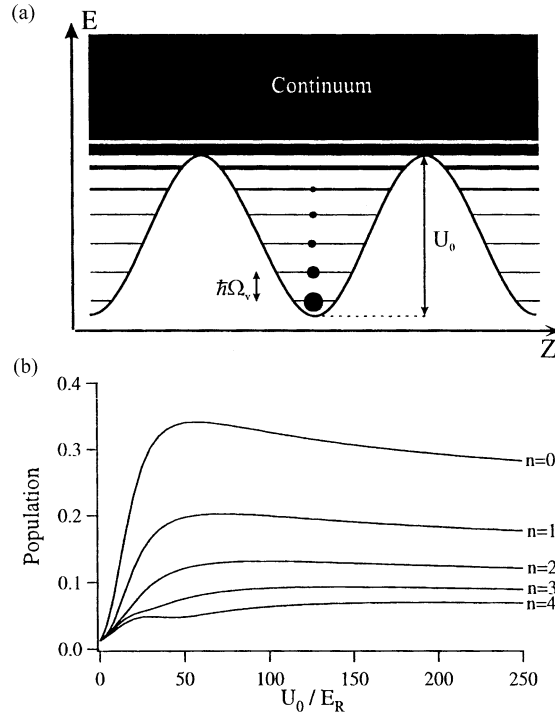 (a)
E
Continuum
U₀
ħΩᵥ
Z
(b)
0.4
0.3
0.2
0.1
0.0
Population
n=0
n=1
n=2
n=3
n=4
0
50
100
150
200
250
U₀ / E_R